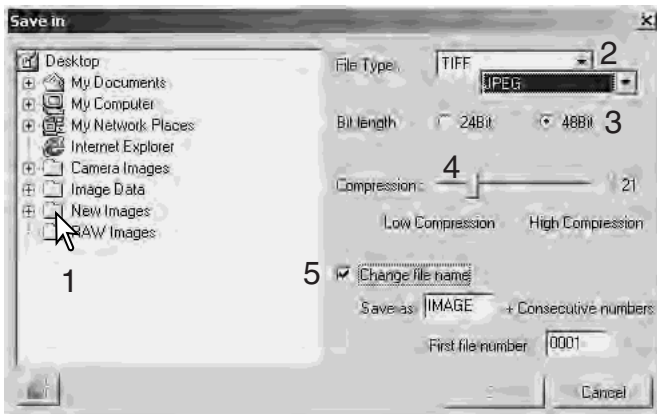 Save in
Desktop
My Documents
My Computer
My Network Places
Internet Explorer
Camera Images
Image Data
New Images
RAW Images
1
File Type:
TIFF
2
JPEG
Bit length
24Bit
48Bit
3
4
Compression:
21
Low Compression
High Compression
5
Change file name
Save as
IMAGE
+ Consecutive numbers
First file number
0001
Cancel